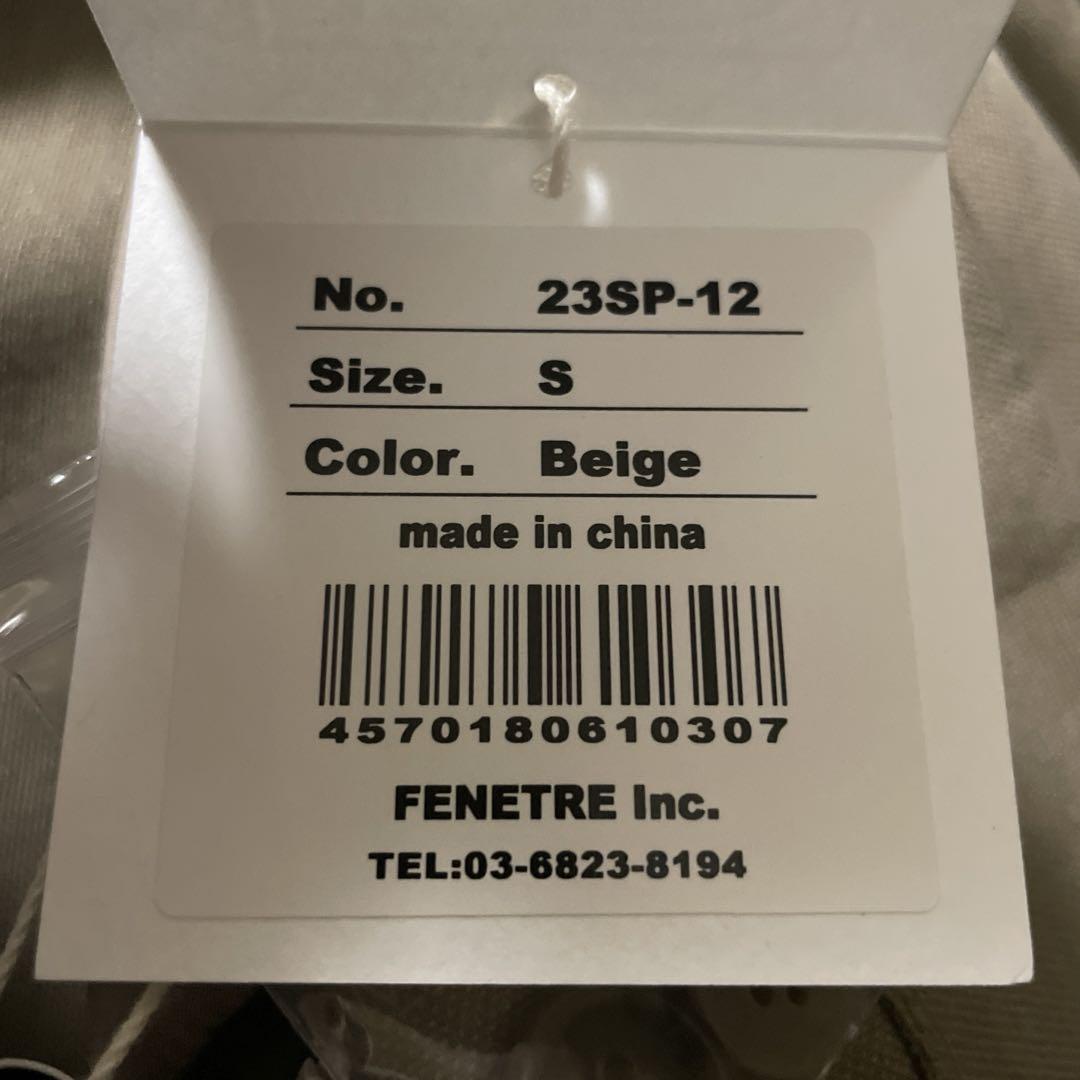 No. 23SP-12
Size. S
Color. Beige
made in china
4570180610307
FENETRE Inc.
TEL:03-6823-8194